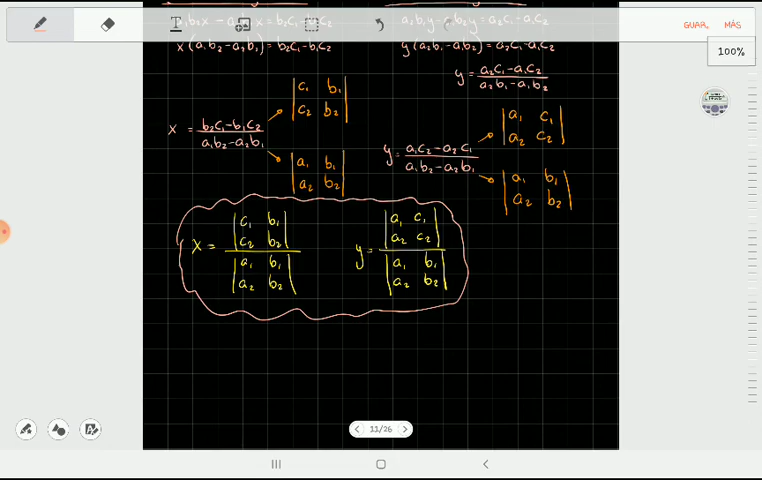 GUAR. MÁS
100%
x (a₁b₂-a₂b₁) = b₂c₁-b₁c₂
y (a₂b₁-a₁b₂) = a₂c₁-a₁c₂
y = a₂c₁-a₁c₂ / a₂b₁-a₁b₂
x = b₂c₁-b₁c₂ / a₁b₂-a₂b₁
|c₁ b₁|
|c₂ b₂|
|a₁ b₁|
|a₂ b₂|
y = a₁c₂-a₂c₁ / a₁b₂-a₂b₁
|a₁ c₁|
|a₂ c₂|
|a₁ b₁|
|a₂ b₂|
x =
|c₁ b₁|
|c₂ b₂|
|a₁ b₁|
|a₂ b₂|
y =
|a₁ c₁|
|a₂ c₂|
|a₁ b₁|
|a₂ b₂|
11/26